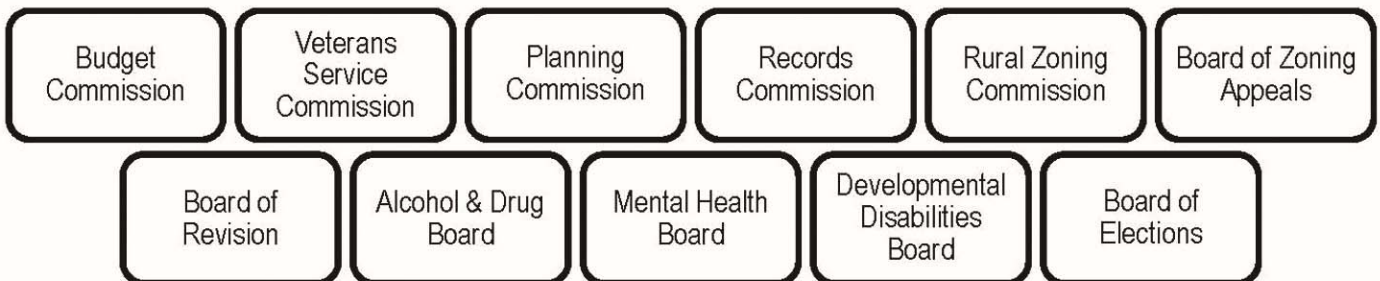 Budget
Commission
Veterans
Service
Commission
Planning
Commission
Records
Commission
Rural Zoning
Commission
Board of Zoning
Appeals
Board of
Revision
Alcohol & Drug
Board
Mental Health
Board
Developmental
Disabilities
Board
Board of
Elections